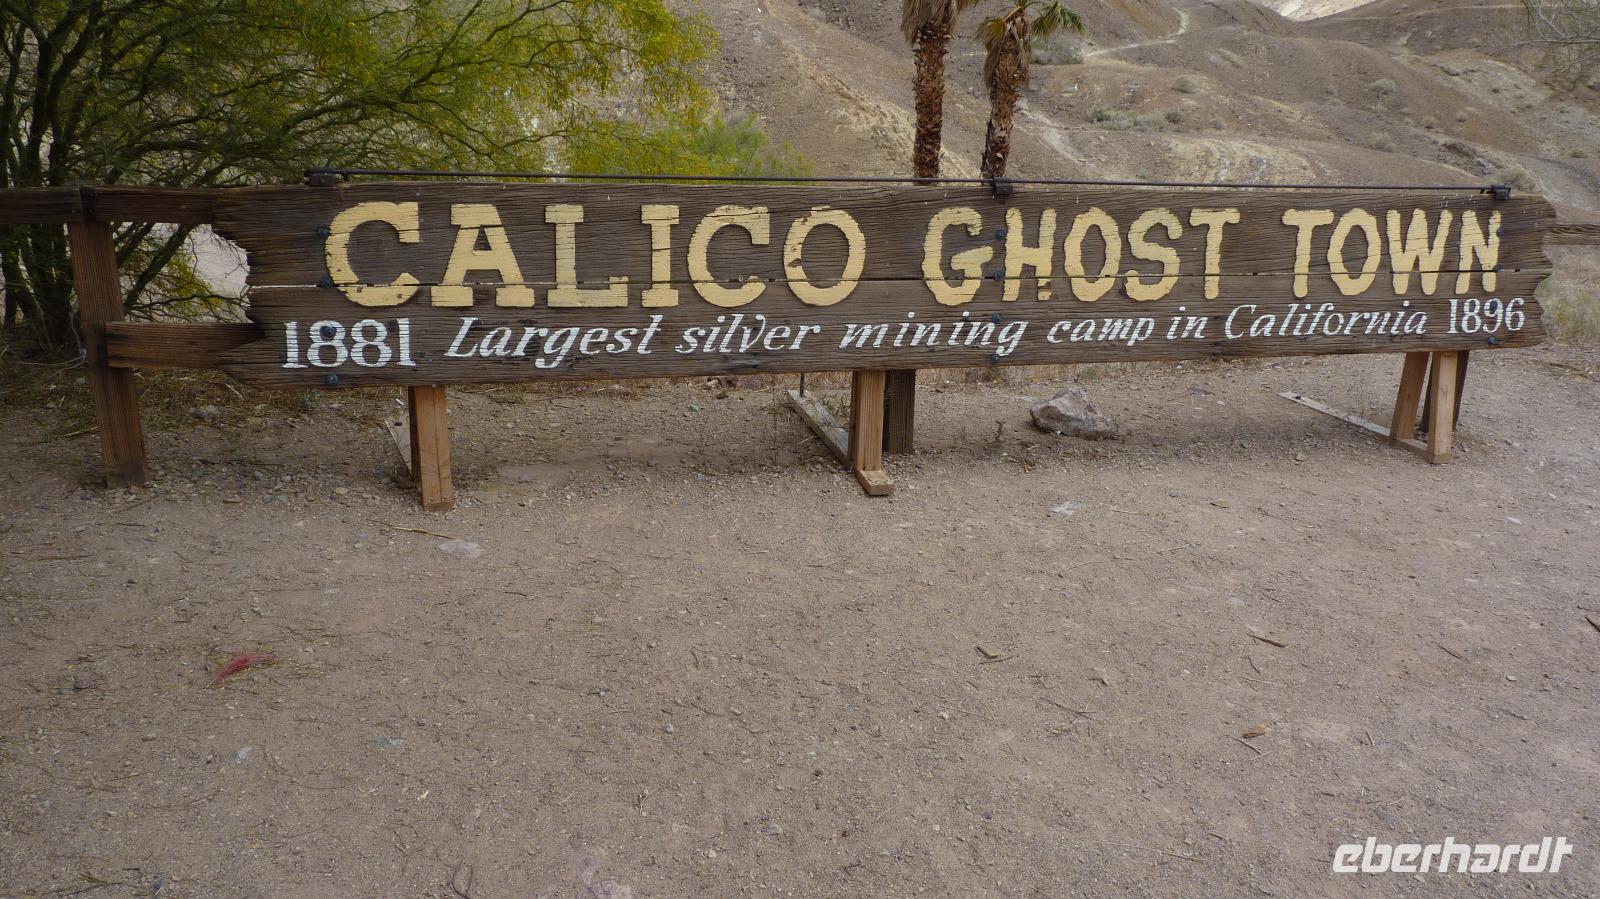 CALICO GHOST TOWN
1881 Largest silver mining camp in California 1896
eberhardt